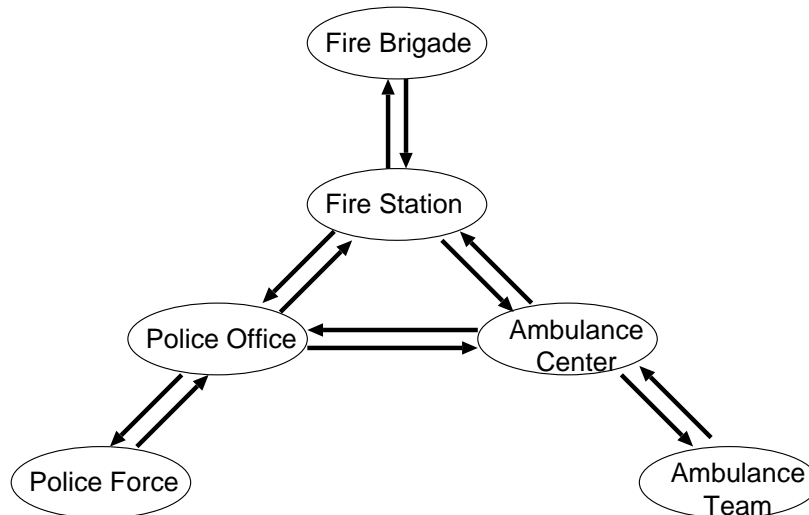 Fire Brigade
Fire Station
Police Office
Ambulance
Center
Police Force
Ambulance
Team